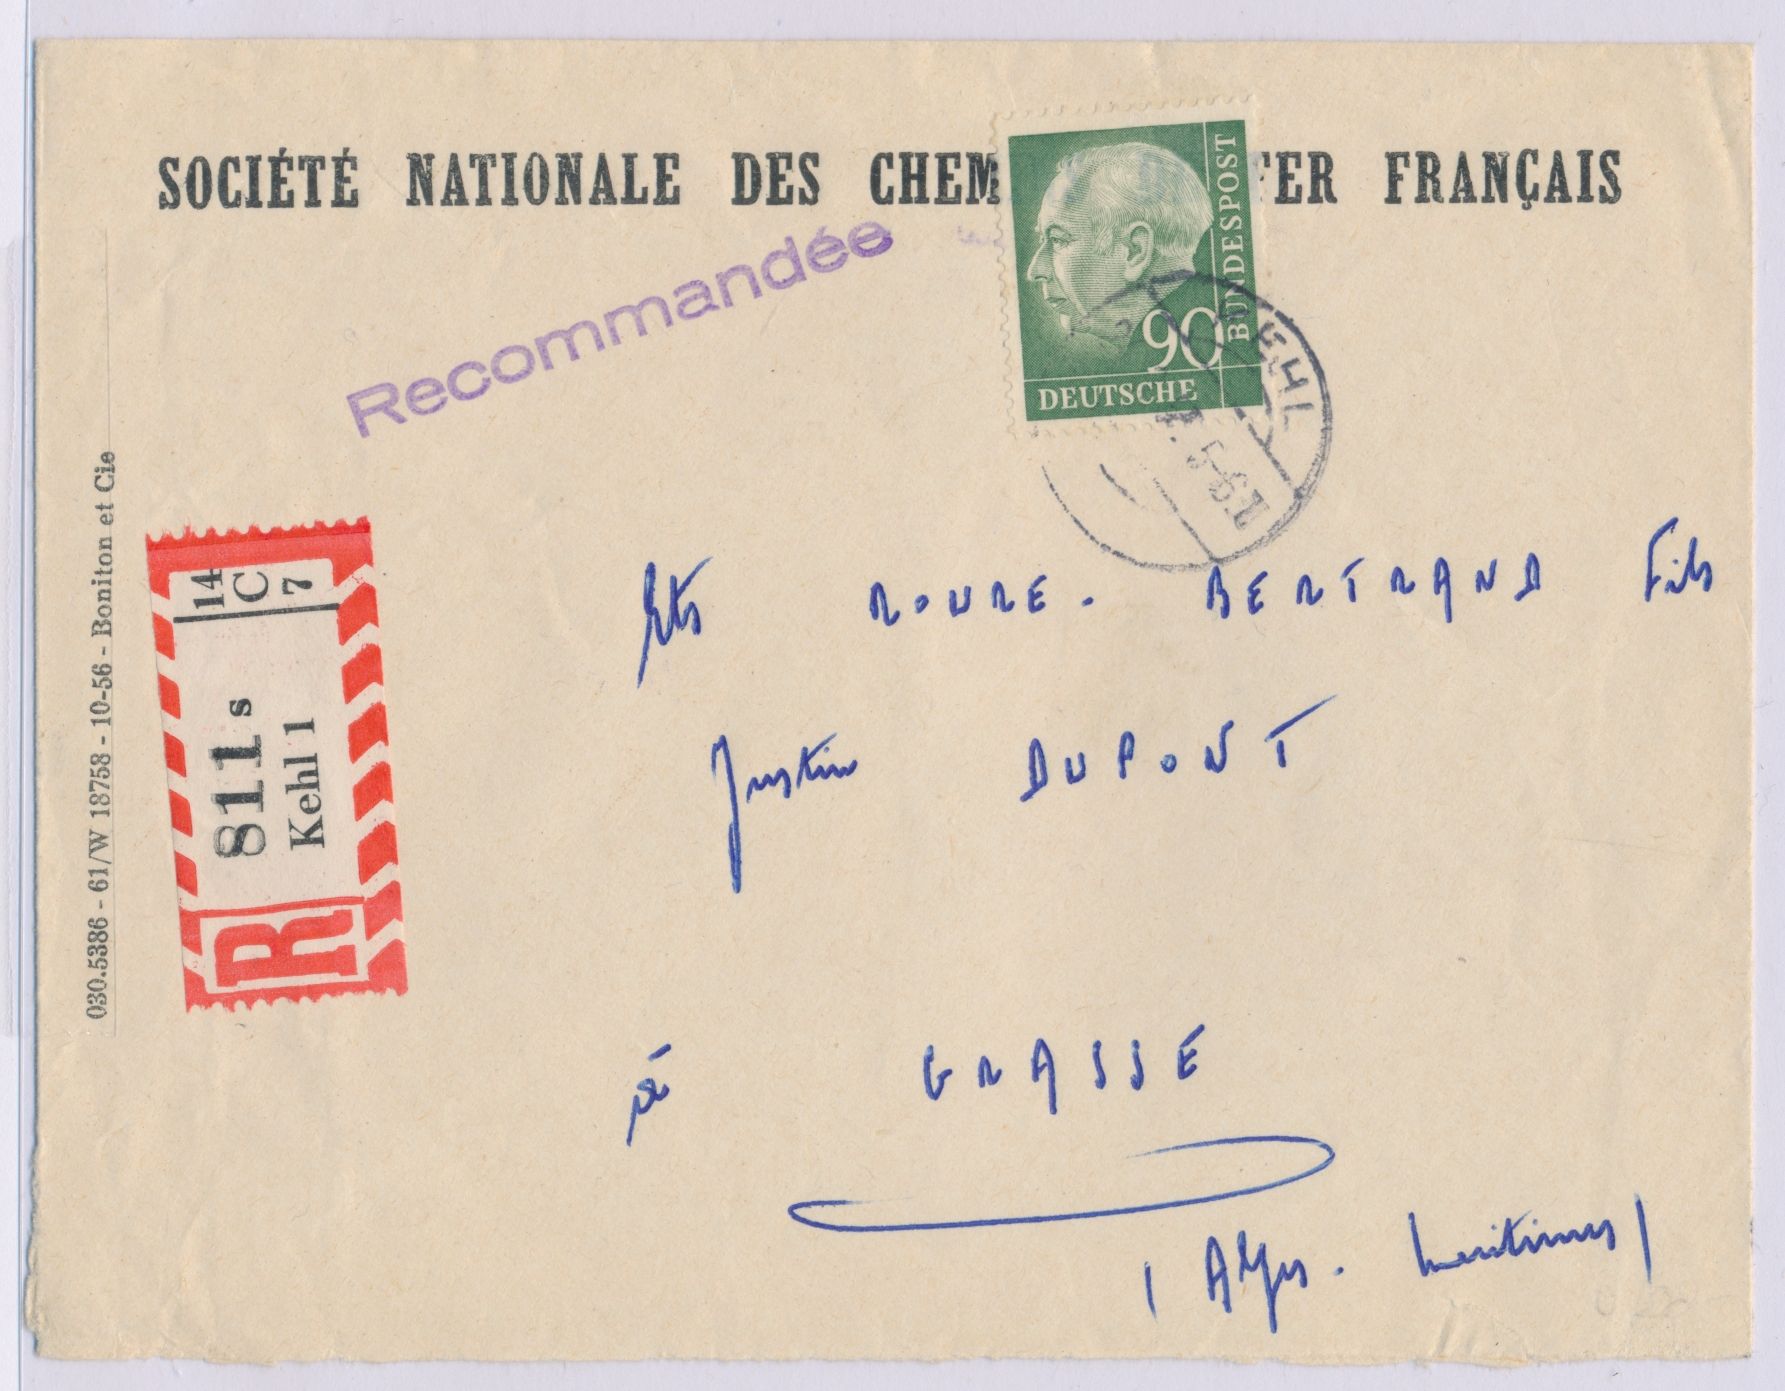 SOCIÉTÉ NATIONALE DES CHEM FER FRANÇAIS
Recommandée
DEUTSCHE
BUNDESPOST
90
KEHL
030.5386 - 61/W 18758 - 10-56 - Boniton et Cie
14
C
7
811 s
Kehl 1
R
Ets ROURE. BERTRAND Fils
Justin DUPONT
à GRASSE
(Alpes. Maritimes)